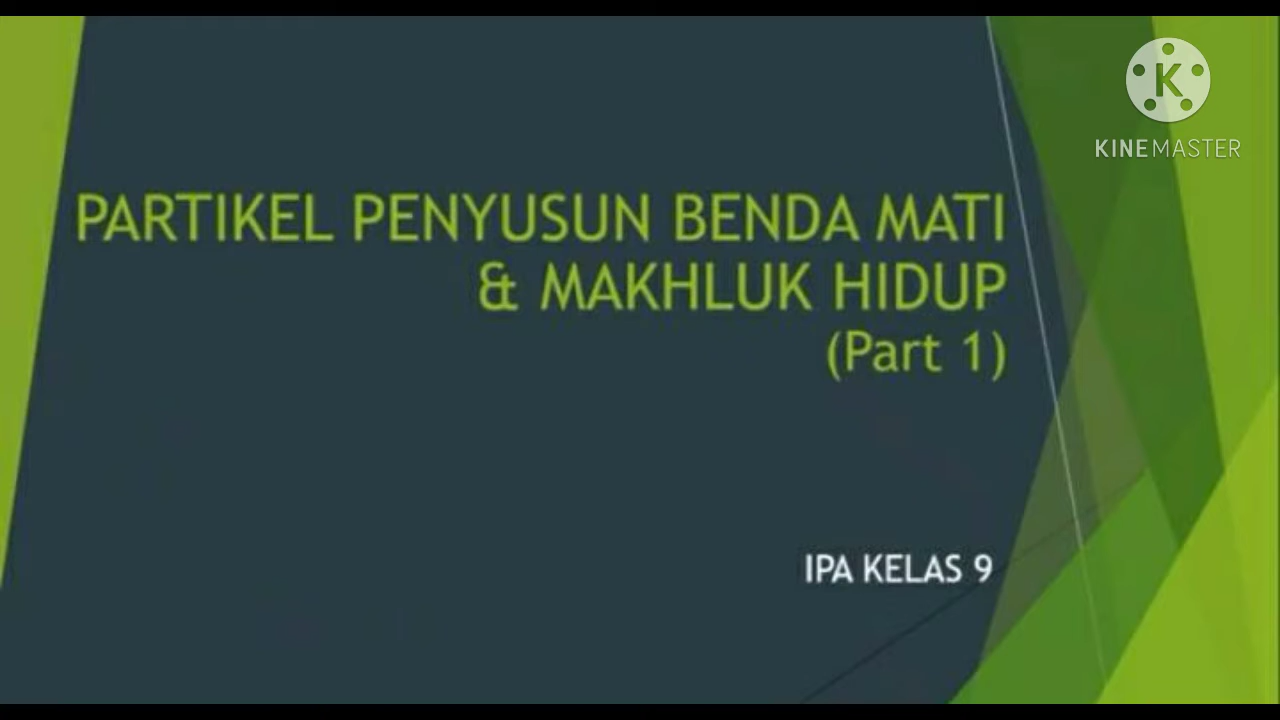 K
KINEMASTER
PARTIKEL PENYUSUN BENDA MATI
& MAKHLUK HIDUP
(Part 1)
IPA KELAS 9